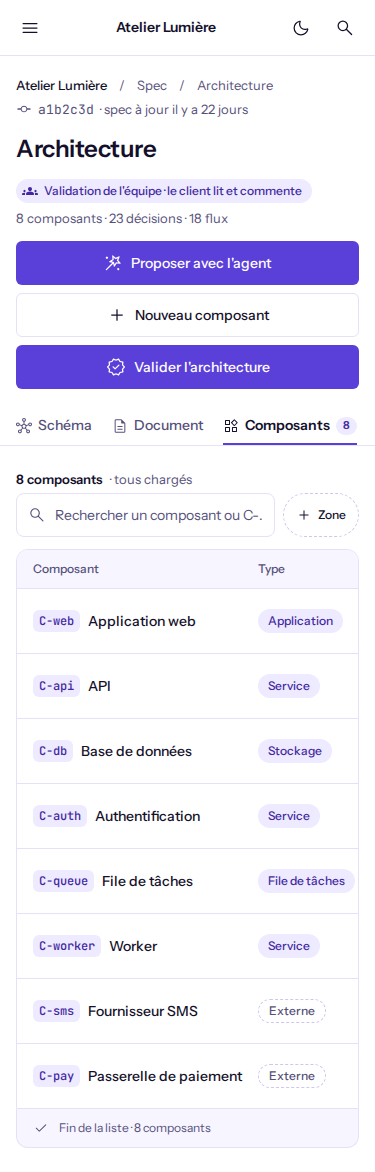 Atelier Lumière
Atelier Lumière / Spec / Architecture
a1b2c3d · spec à jour il y a 22 jours
Architecture
Validation de l'équipe · le client lit et commente
8 composants · 23 décisions · 18 flux
Proposer avec l'agent
Nouveau composant
Valider l'architecture
Schéma Document Composants 8
8 composants · tous chargés
Rechercher un composant ou C-. Zone
Composant Type
C-web Application web Application
C-api API Service
C-db Base de données Stockage
C-auth Authentification Service
C-queue File de tâches File de tâches
C-worker Worker Service
C-sms Fournisseur SMS Externe
C-pay Passerelle de paiement Externe
Fin de la liste · 8 composants